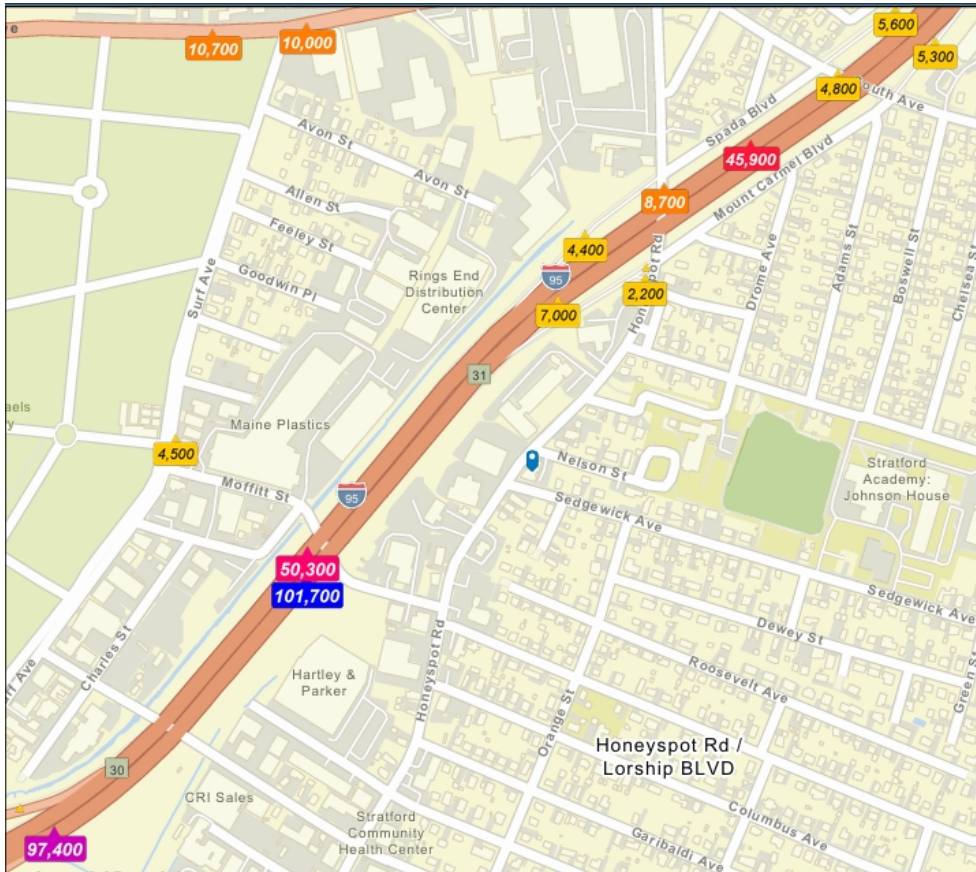 e
10,700
10,000
5,600
5,300
4,800
outh Ave
Spada Blvd
45,900
Mount Carmel Blvd
Avon St
Avon St
Allen St
8,700
Feeley St
4,400
95
Goodwin Pl
Surf Ave
Rings End
Distribution
Center
2,200
7,000
Drome Ave
Adams St
Boswell St
Chelsea St
31
aels
y
Maine Plastics
4,500
Moffitt St
95
Nelson St
Sedgewick Ave
Stratford
Academy:
Johnson House
50,300
101,700
Sedgewick Ave
Dewey St
Charles St
Hartley &
Parker
Honeyspot Rd
Roosevelt Ave
Green St
Orange St
Honeyspot Rd /
Lorship BLVD
30
CRI Sales
Stratford
Community
Health Center
Columbus Ave
Garibaldi Ave
97,400